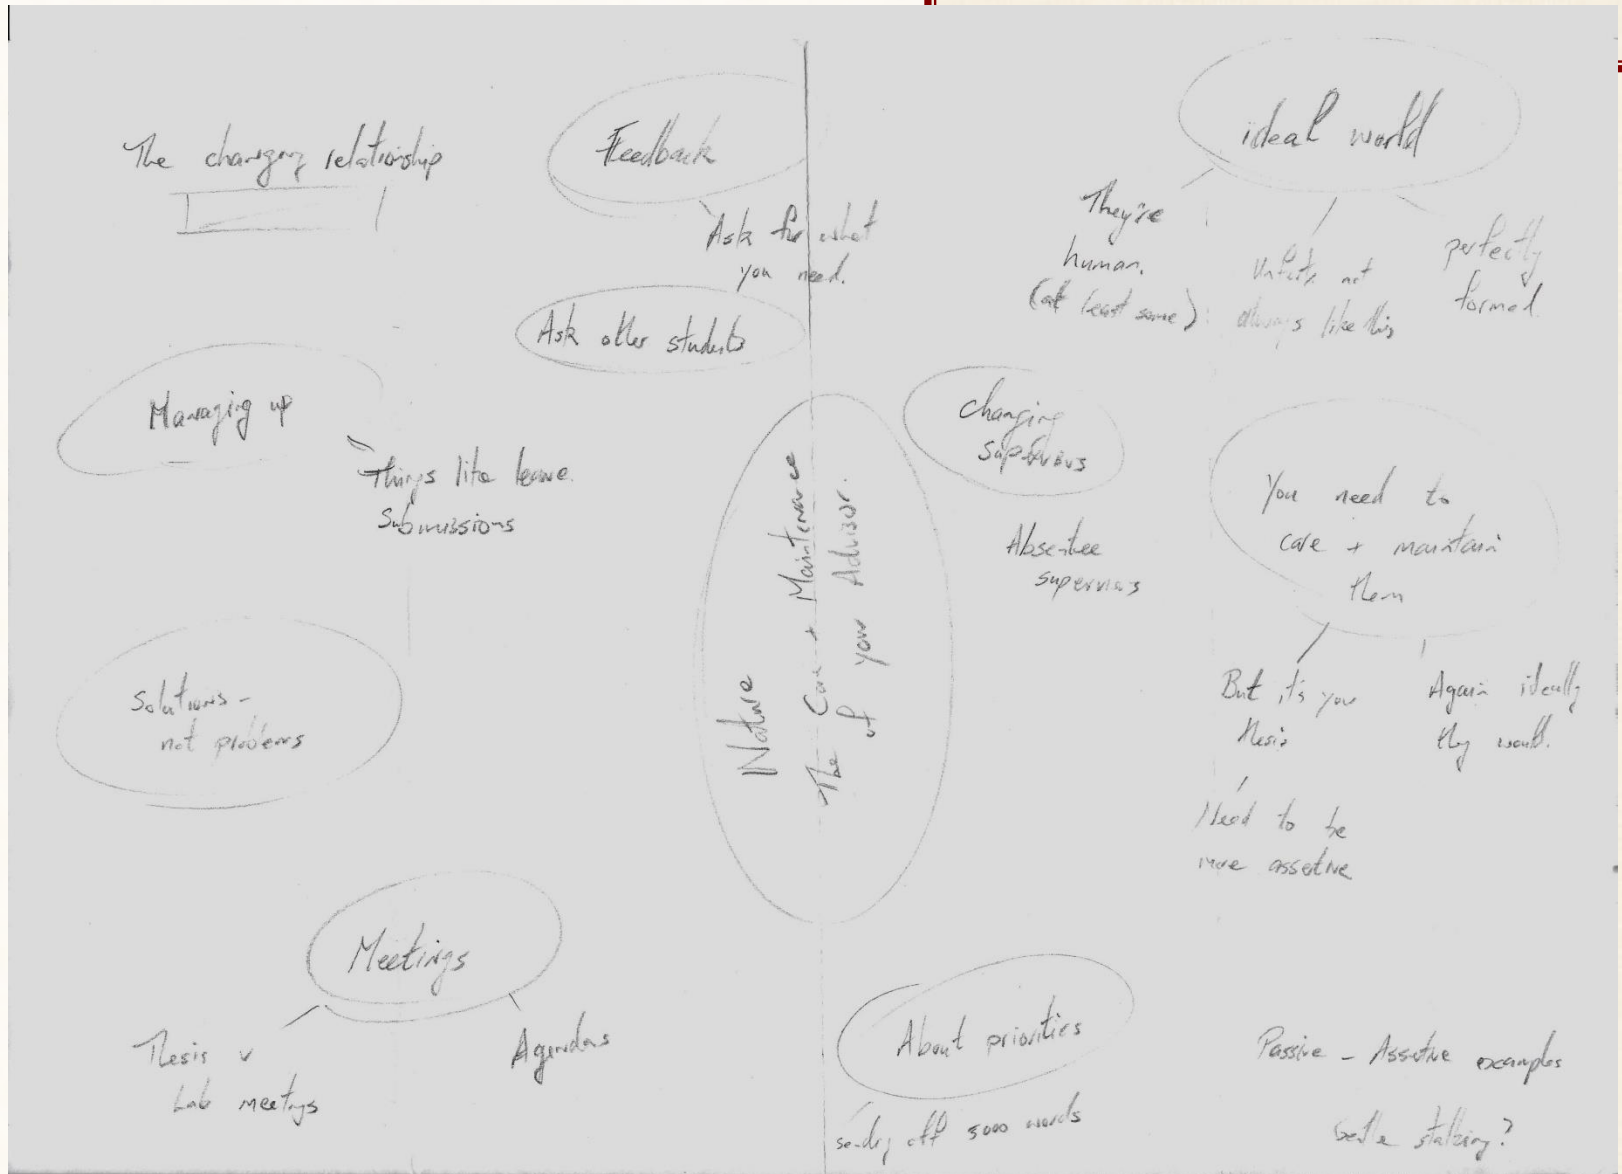 The changing relationship
Feedback
Ask for what
you need.
Ask other students
Managing up
Things like leave.
Submissions
Solutions -
not problems
Meetings
Thesis v
Lab meetings
Agendas
Nature
The Care + Maintenance
of your Advisor.
ideal world
They're
human.
(at least some)
not
always like this
perfectly
formed.
Changing
supervisors
Absentee
supervisors
You need to
care + maintain
them
But it's your
thesis
Need to be
more assertive
Again ideally
they would.
About priorities
sending off 5000 words
Passive - Assertive examples
Gentle stalking?